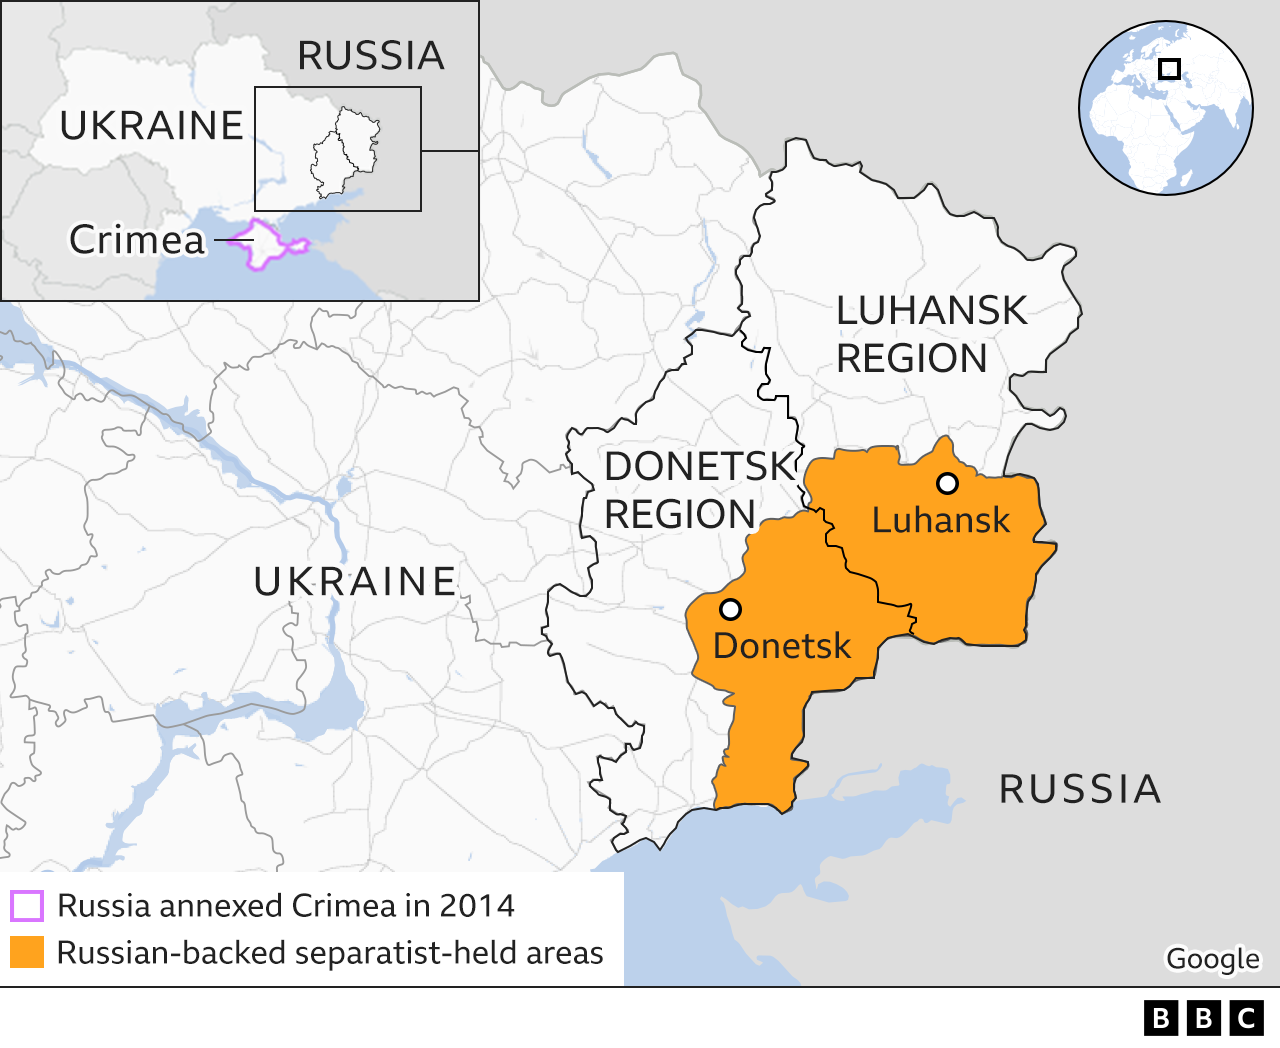 RUSSIA
UKRAINE
Crimea
LUHANSK
REGION
DONETSK
REGION
Luhansk
UKRAINE
Donetsk
RUSSIA
Russia annexed Crimea in 2014
Russian-backed separatist-held areas
Google
BBC